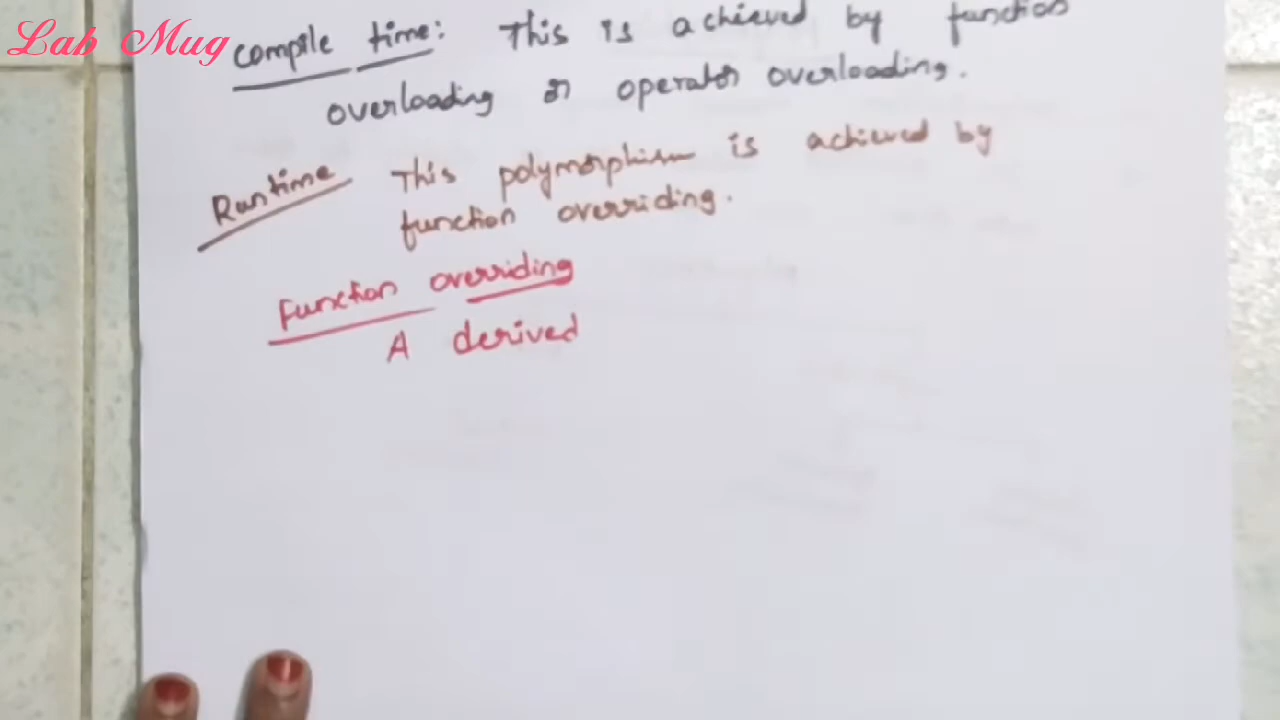 Lab Mug
compile time: This is achieved by function
overloading or operator overloading.
Runtime This polymorphism is achieved by
function overriding.
Function overriding
A derived